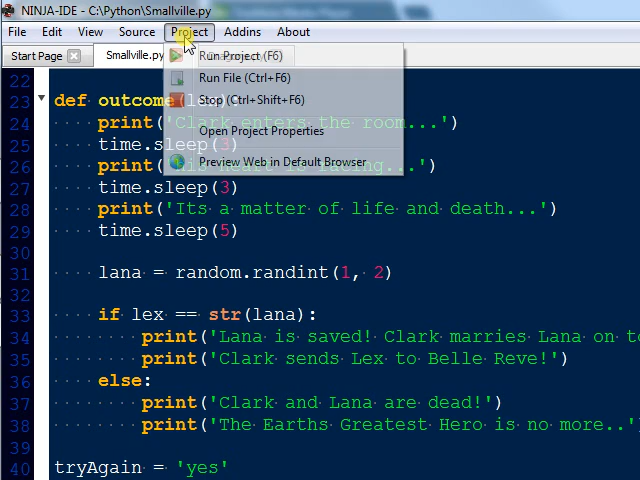 NINJA-IDE - C:\Python\Smallville.py
File Edit View Source Project Addins About
Start Page Smallville.py
Run Project (F6)
Run File (Ctrl+F6)
Stop (Ctrl+Shift+F6)
Open Project Properties
Preview Web in Default Browser
22
23 def outcome
24 print('Clark enters the room...')
25 time.sleep(3)
26 print(' heart is racing...')
27 time.sleep(3)
28 print('Its a matter of life and death...')
29 time.sleep(5)
30
31 lana = random.randint(1, 2)
32
33 if lex == str(lana):
34 print('Lana is saved! Clark marries Lana on to
35 print('Clark sends Lex to Belle Reve!')
36 else:
37 print('Clark and Lana are dead!')
38 print('The Earths Greatest Hero is no more..'
39
40 tryAgain = 'yes'